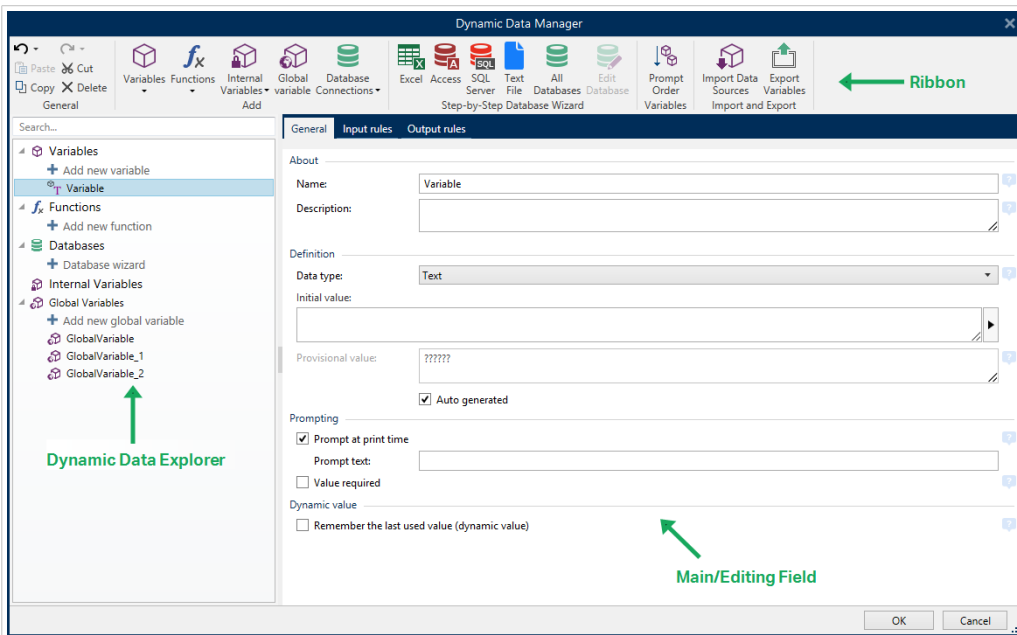 Dynamic Data Manager
Paste Cut
Copy Delete
General
Variables Functions Internal Variables Global variable Database Connections
Add
Excel Access SQL Server Text File All Databases Edit Database
Step-by-Step Database Wizard
Prompt Order
Variables
Import Data Sources Export Variables
Import and Export
Ribbon
Search...
Variables
Add new variable
Variable
Functions
Add new function
Databases
Database wizard
Internal Variables
Global Variables
Add new global variable
GlobalVariable
GlobalVariable_1
GlobalVariable_2
Dynamic Data Explorer
General Input rules Output rules
About
Name: Variable
Description:
Definition
Data type: Text
Initial value:
Provisional value: ??????
Auto generated
Prompting
Prompt at print time
Prompt text:
Value required
Dynamic value
Remember the last used value (dynamic value)
Main/Editing Field
OK Cancel